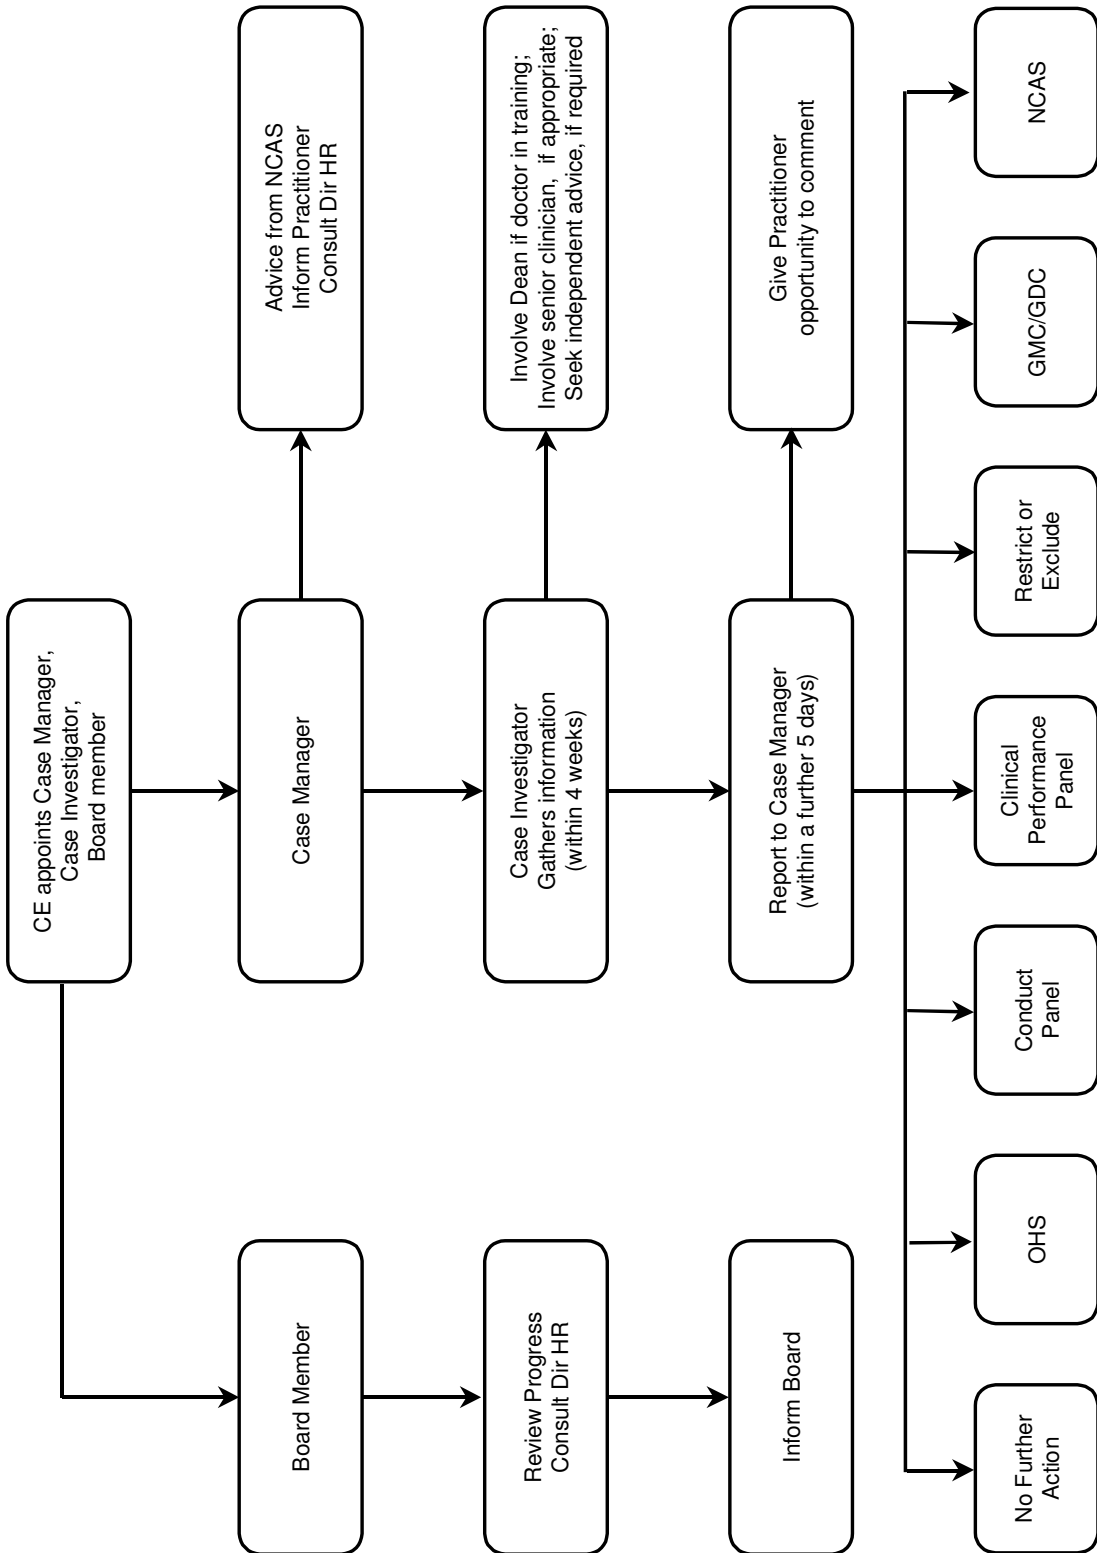 CE appoints Case Manager,
Case Investigator,
Board member
Board Member
Case Manager
Advice from NCAS
Inform Practitioner
Consult Dir HR
Review Progress
Consult Dir HR
Case Investigator
Gathers information
(within 4 weeks)
Involve Dean if doctor in training;
Involve senior clinician, if appropriate;
Seek independent advice, if required
Inform Board
Report to Case Manager
(within a further 5 days)
Give Practitioner
opportunity to comment
No Further
Action
OHS
Conduct
Panel
Clinical
Performance
Panel
Restrict or
Exclude
GMC/GDC
NCAS